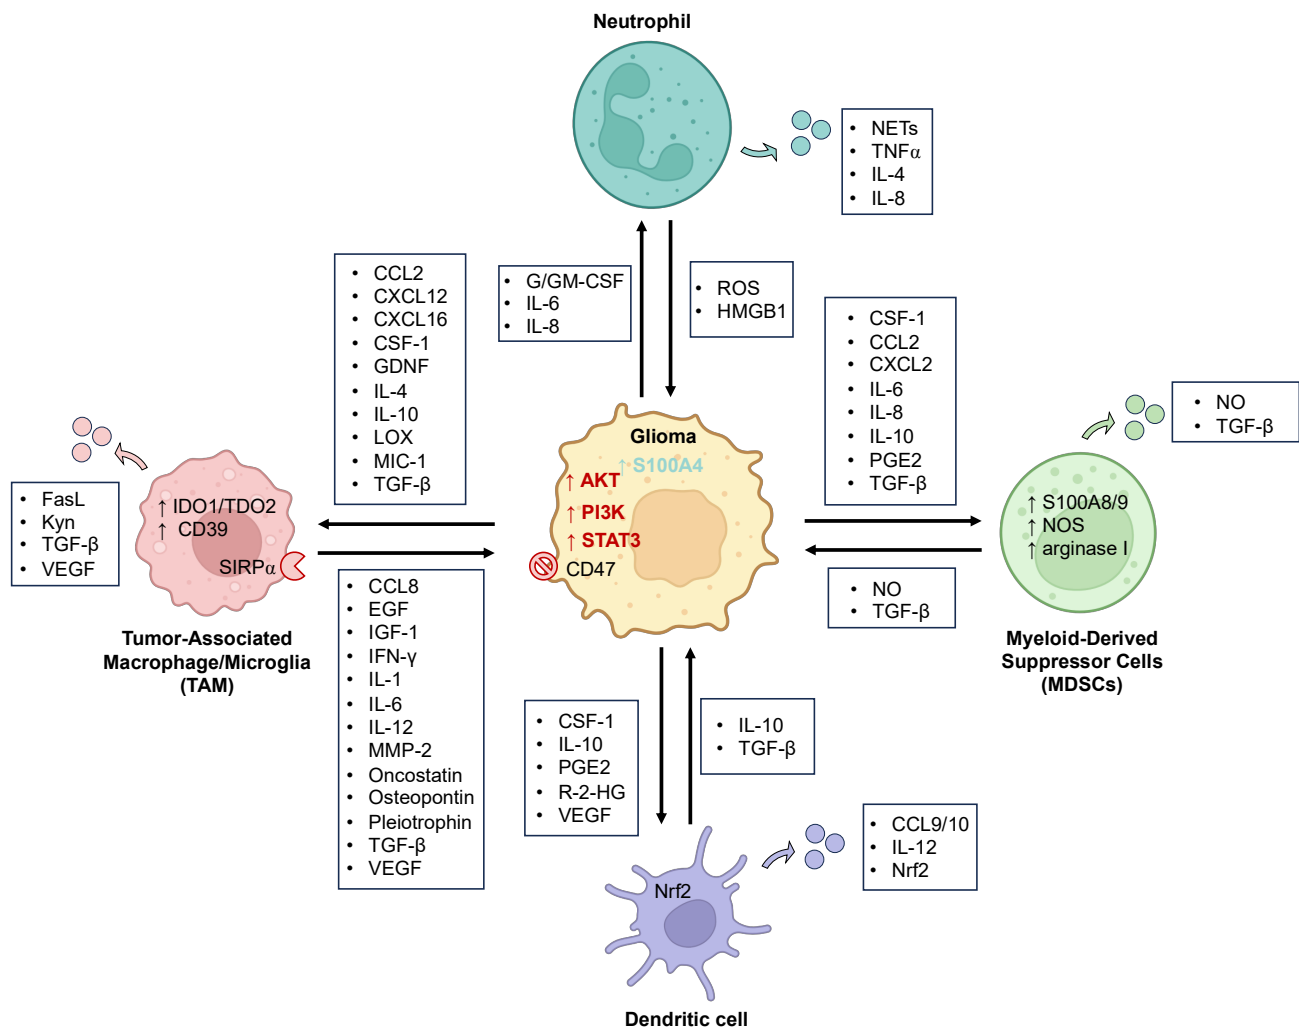 Neutrophil
• NETs
• TNFα
• IL-4
• IL-8
• CCL2
• CXCL12
• CXCL16
• CSF-1
• GDNF
• IL-4
• IL-10
• LOX
• MIC-1
• TGF-β
• G/GM-CSF
• IL-6
• IL-8
• ROS
• HMGB1
• CSF-1
• CCL2
• CXCL2
• IL-6
• IL-8
• IL-10
• PGE2
• TGF-β
• NO
• TGF-β
Glioma
↑ S100A4
↑ AKT
↑ PI3K
↑ STAT3
CD47
• FasL
• Kyn
• TGF-β
• VEGF
↑ IDO1/TDO2
↑ CD39
SIRPα
Tumor-Associated
Macrophage/Microglia
(TAM)
↑ S100A8/9
↑ NOS
↑ arginase I
Myeloid-Derived
Suppressor Cells
(MDSCs)
• CCL8
• EGF
• IGF-1
• IFN-γ
• IL-1
• IL-6
• IL-12
• MMP-2
• Oncostatin
• Osteopontin
• Pleiotrophin
• TGF-β
• VEGF
• NO
• TGF-β
• CSF-1
• IL-10
• PGE2
• R-2-HG
• VEGF
• IL-10
• TGF-β
• CCL9/10
• IL-12
• Nrf2
Nrf2
Dendritic cell